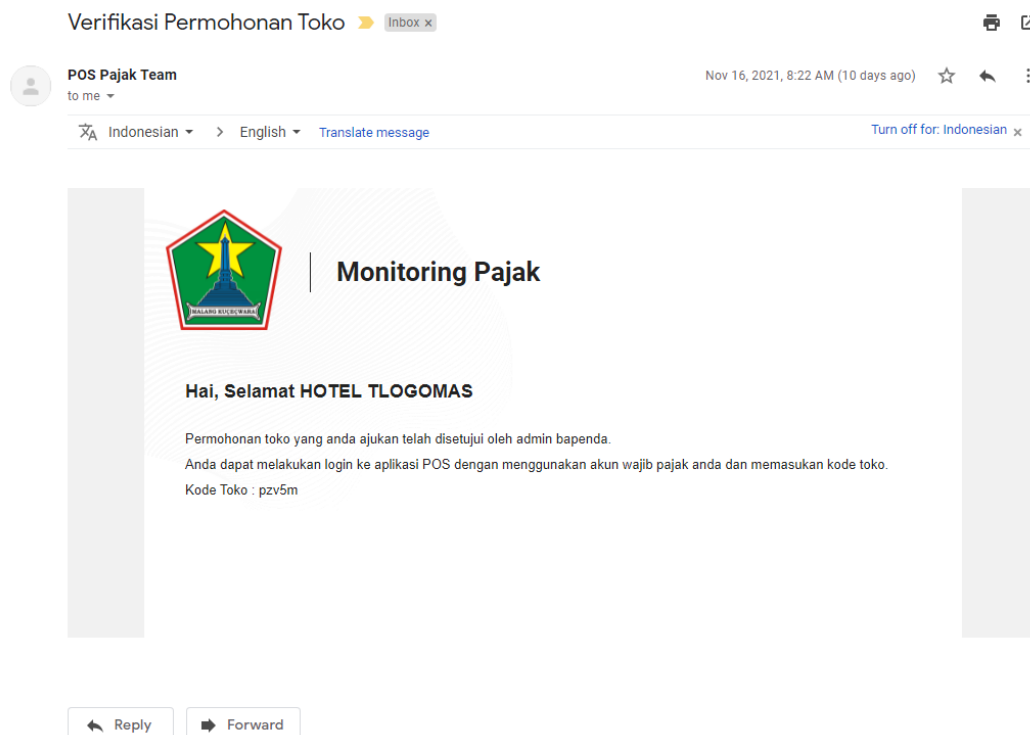 Verifikasi Permohonan Toko Inbox ×
POS Pajak Team
Nov 16, 2021, 8:22 AM (10 days ago)
to me
Indonesian > English Translate message
Turn off for: Indonesian ×
MALANG KUÇEÇWARA
Monitoring Pajak
Hai, Selamat HOTEL TLOGOMAS
Permohonan toko yang anda ajukan telah disetujui oleh admin bapenda.
Anda dapat melakukan login ke aplikasi POS dengan menggunakan akun wajib pajak anda dan memasukan kode toko.
Kode Toko : pzv5m
Reply Forward